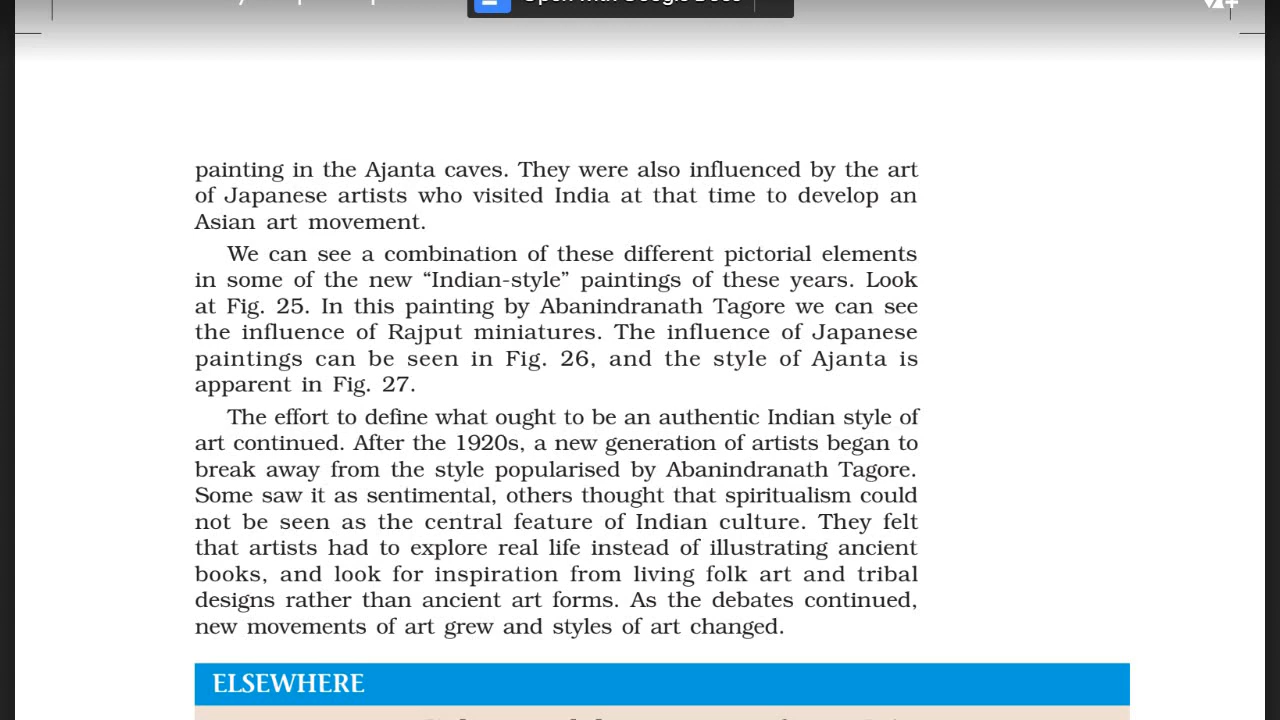 Open with Google Docs
painting in the Ajanta caves. They were also influenced by the art
of Japanese artists who visited India at that time to develop an
Asian art movement.
We can see a combination of these different pictorial elements
in some of the new “Indian-style” paintings of these years. Look
at Fig. 25. In this painting by Abanindranath Tagore we can see
the influence of Rajput miniatures. The influence of Japanese
paintings can be seen in Fig. 26, and the style of Ajanta is
apparent in Fig. 27.
The effort to define what ought to be an authentic Indian style of
art continued. After the 1920s, a new generation of artists began to
break away from the style popularised by Abanindranath Tagore.
Some saw it as sentimental, others thought that spiritualism could
not be seen as the central feature of Indian culture. They felt
that artists had to explore real life instead of illustrating ancient
books, and look for inspiration from living folk art and tribal
designs rather than ancient art forms. As the debates continued,
new movements of art grew and styles of art changed.
ELSEWHERE